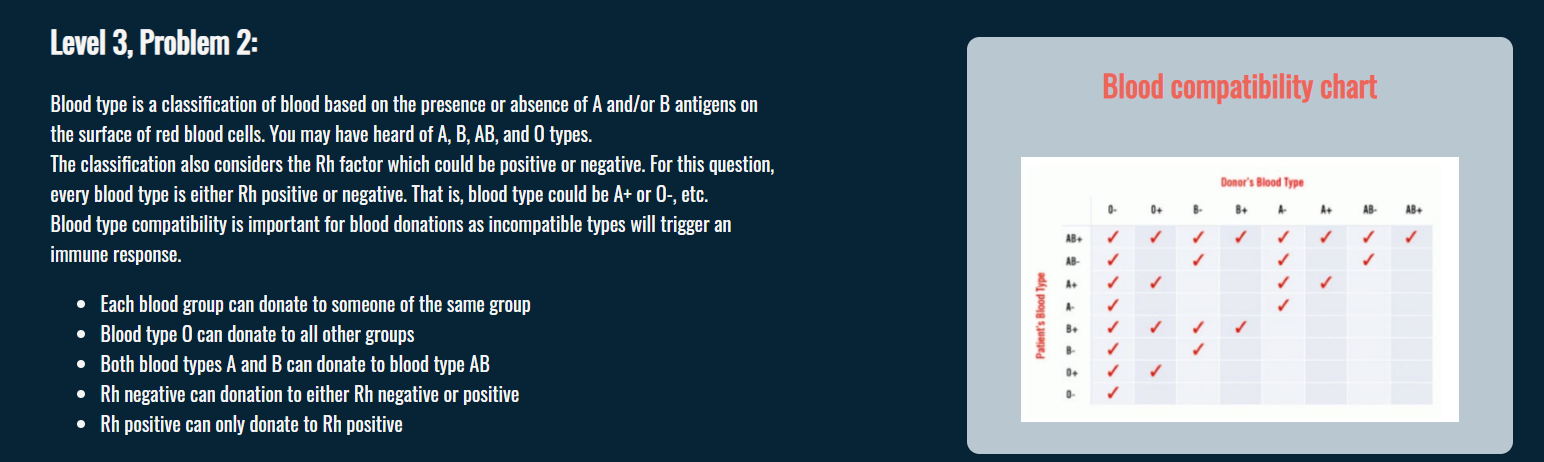 Level 3, Problem 2:
Blood type is a classification of blood based on the presence or absence of A and/or B antigens on
the surface of red blood cells. You may have heard of A, B, AB, and O types.
The classification also considers the Rh factor which could be positive or negative. For this question,
every blood type is either Rh positive or negative. That is, blood type could be A+ or O-, etc.
Blood type compatibility is important for blood donations as incompatible types will trigger an
immune response.
• Each blood group can donate to someone of the same group
• Blood type O can donate to all other groups
• Both blood types A and B can donate to blood type AB
• Rh negative can donation to either Rh negative or positive
• Rh positive can only donate to Rh positive
Blood compatibility chart
Donor's Blood Type
O- O+ B- B+ A- A+ AB- AB+
Patient's Blood Type
AB+ ✓ ✓ ✓ ✓ ✓ ✓ ✓ ✓
AB- ✓ ✓ ✓ ✓
A+ ✓ ✓ ✓ ✓
A- ✓ ✓
B+ ✓ ✓ ✓ ✓
B- ✓ ✓
O+ ✓ ✓
O- ✓